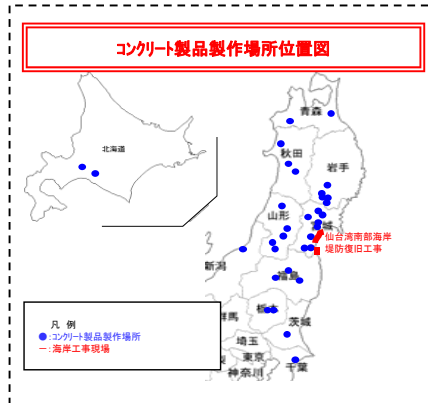 コンクリート製品製作場所位置図
北海道
青森
秋田
岩手
山形
宮城
仙台湾南部海岸
堤防復旧工事
新潟
福島
栃木
群馬
茨城
埼玉
東京
千葉
神奈川
凡 例
●:コンクリート製品製作場所
ー:海岸工事現場